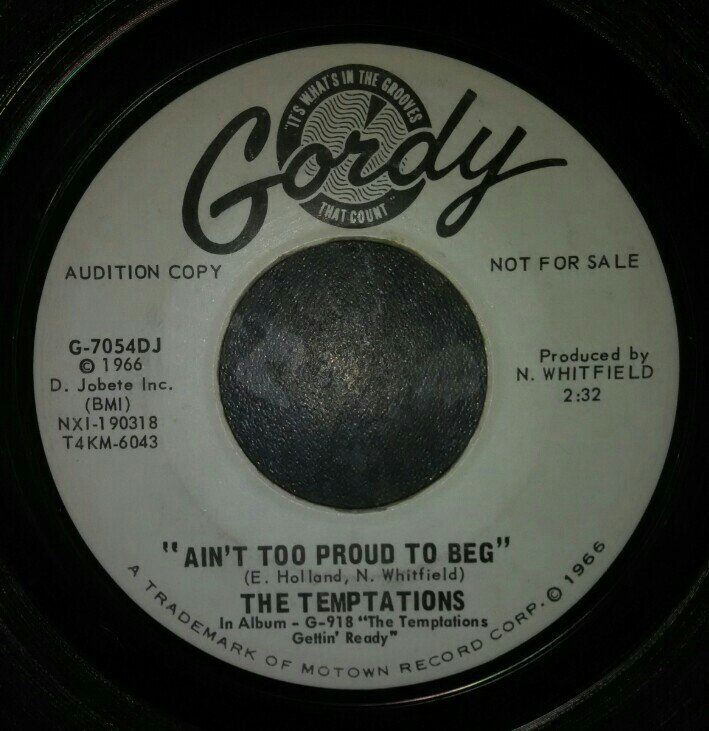 "IT'S WHAT'S IN THE GROOVES
Gordy
THAT COUNT"
AUDITION COPY
NOT FOR SALE
G-7054DJ
© 1966
D. Jobete Inc.
(BMI)
NXI-190318
T4KM-6043
Produced by
N. WHITFIELD
2:32
"AIN'T TOO PROUD TO BEG"
(E. Holland, N. Whitfield)
THE TEMPTATIONS
In Album - G-918 "The Temptations
Gettin' Ready"
A TRADEMARK OF MOTOWN RECORD CORP. © 1966